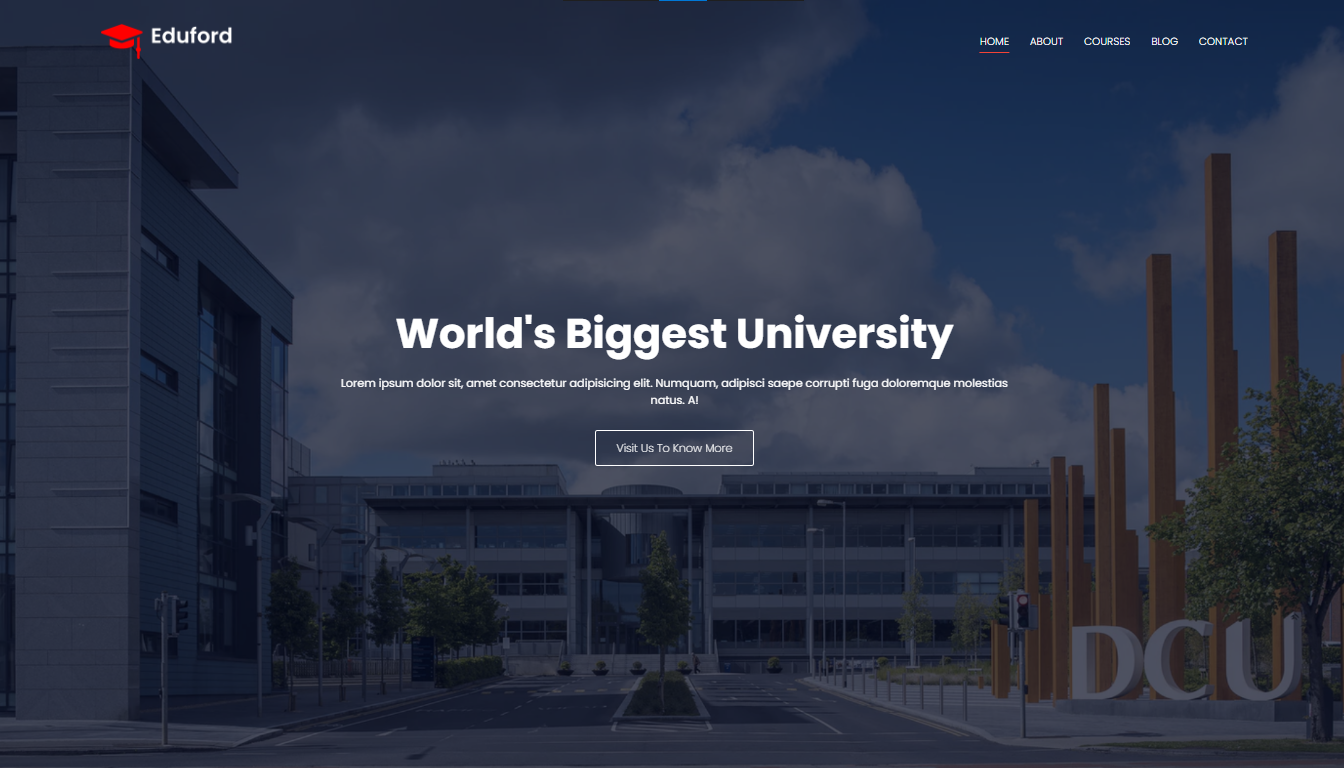 Eduford
HOME ABOUT COURSES BLOG CONTACT
World's Biggest University
Lorem ipsum dolor sit, amet consectetur adipisicing elit. Numquam, adipisci saepe corrupti fuga doloremque molestias
natus. A!
Visit Us To Know More
DCU